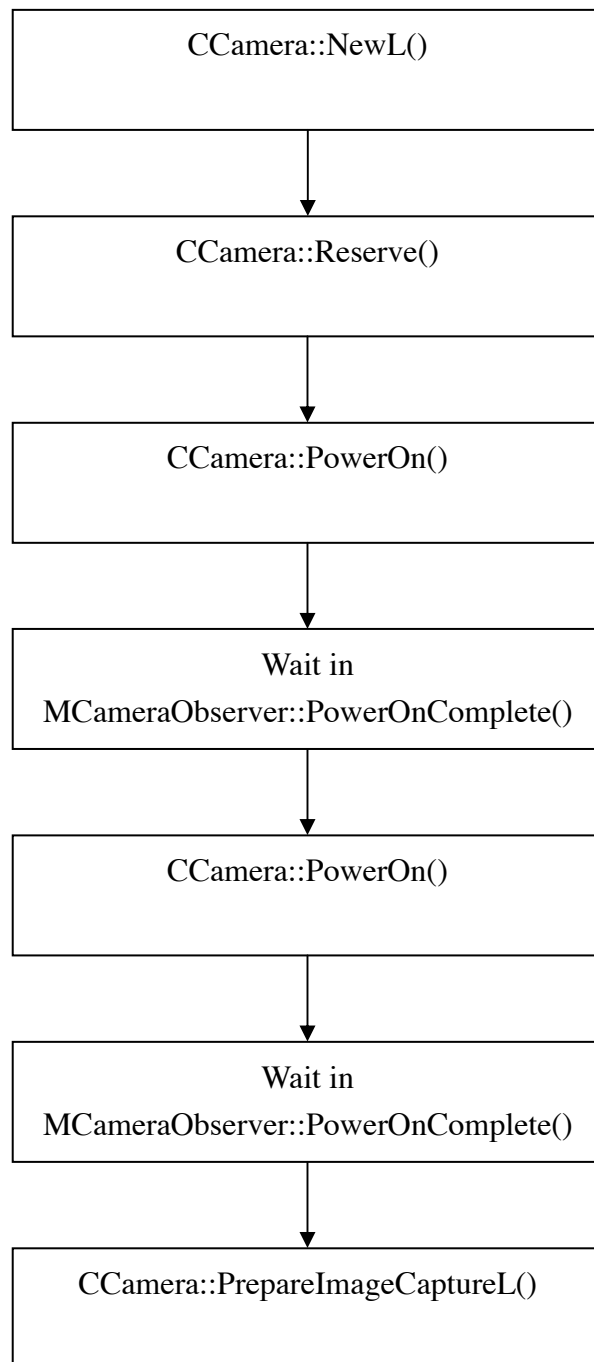 CCamera::NewL()
CCamera::Reserve()
CCamera::PowerOn()
Wait in
MCameraObserver::PowerOnComplete()
CCamera::PowerOn()
Wait in
MCameraObserver::PowerOnComplete()
CCamera::PrepareImageCaptureL()